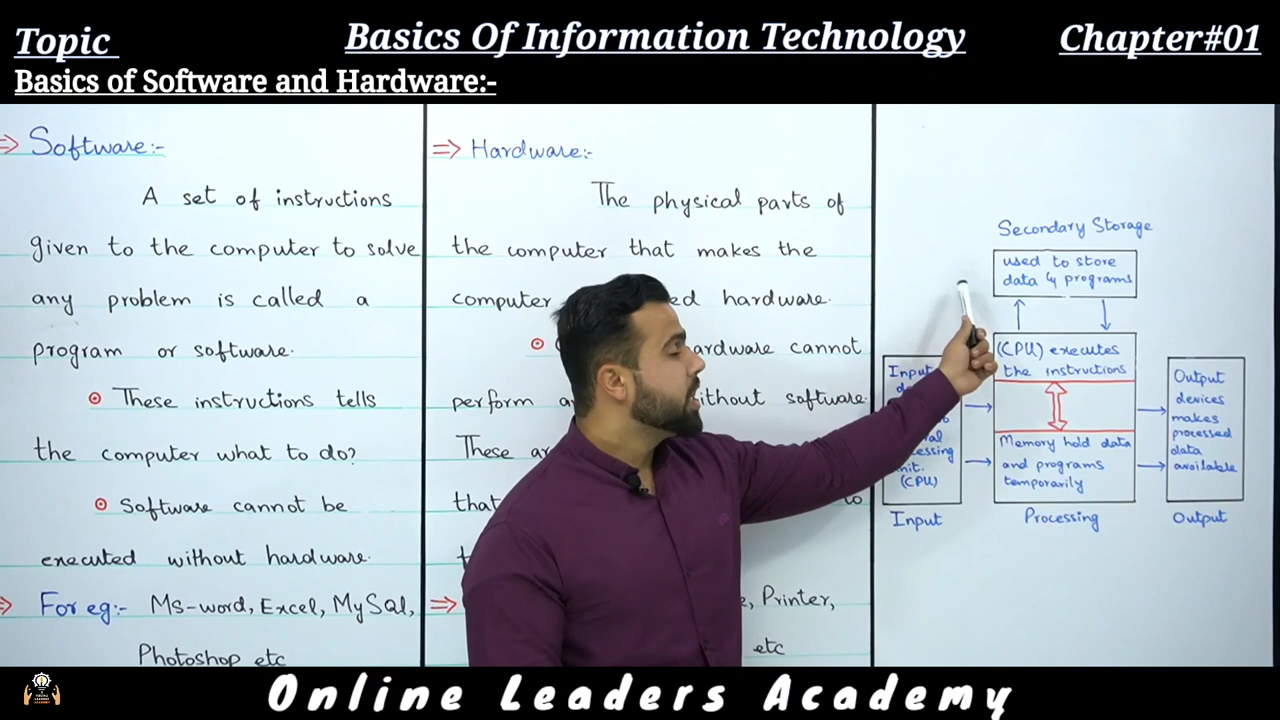 Topic
Basics Of Information Technology
Chapter#01
Basics of Software and Hardware:-
⇒ Software:-
A set of instructions
given to the computer to solve
any problem is called a
program or software.
These instructions tells
the computer what to do?
Software cannot be
executed without hardware.
⇒ For eg:- Ms-word, Excel, MySQL,
Photoshop etc
⇒ Hardware:-
The physical parts of
the computer that makes the
computer hardware.
cannot
perform without software.
These
that to
⇒ Printer,
etc
Secondary Storage
used to store
data & programs
(CPU) executes
the instructions
Memory hold data
and programs
temporarily
Processing
Input
(CPU)
Input
Output
devices
makes
processed
data
available
Output
Online Leaders Academy